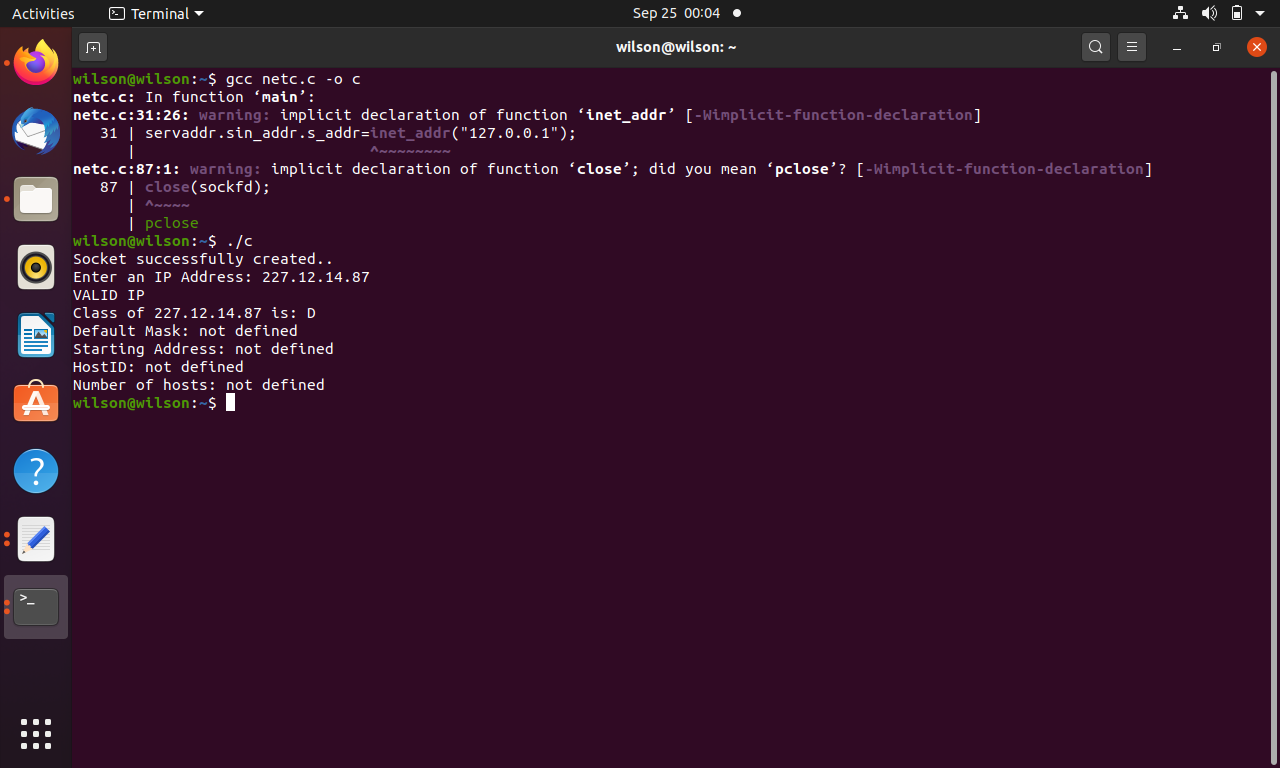 Activities
Terminal
Sep 25 00:04
wilson@wilson: ~
wilson@wilson:~$ gcc netc.c -o c
netc.c: In function ‘main’:
netc.c:31:26: warning: implicit declaration of function ‘inet_addr’ [-Wimplicit-function-declaration]
   31 | servaddr.sin_addr.s_addr=inet_addr("127.0.0.1");
      |                          ^~~~~~~~~
netc.c:87:1: warning: implicit declaration of function ‘close’; did you mean ‘pclose’? [-Wimplicit-function-declaration]
   87 | close(sockfd);
      | ^~~~~
      | pclose
wilson@wilson:~$ ./c
Socket successfully created..
Enter an IP Address: 227.12.14.87
VALID IP
Class of 227.12.14.87 is: D
Default Mask: not defined
Starting Address: not defined
HostID: not defined
Number of hosts: not defined
wilson@wilson:~$